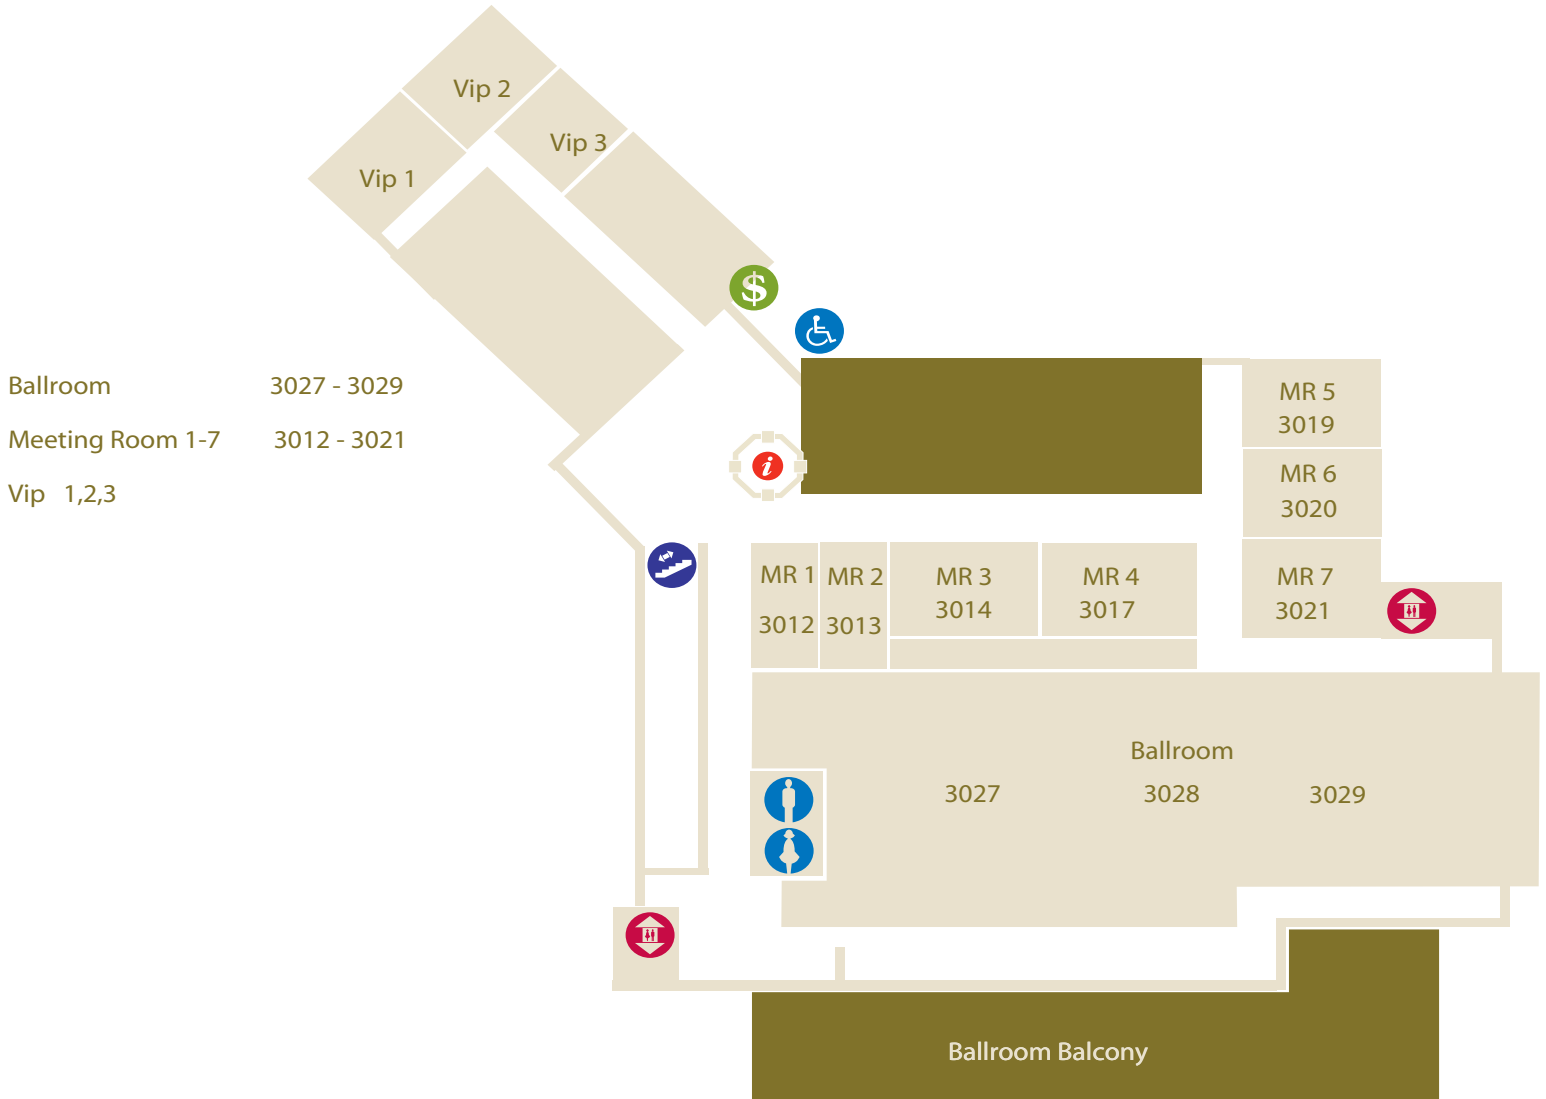 Vip 2
Vip 3
Vip 1
$
Ballroom 3027 - 3029
Meeting Room 1-7 3012 - 3021
Vip 1,2,3
i
MR 5
3019
MR 6
3020
MR 1
3012
MR 2
3013
MR 3
3014
MR 4
3017
MR 7
3021
Ballroom
3027 3028 3029
Ballroom Balcony